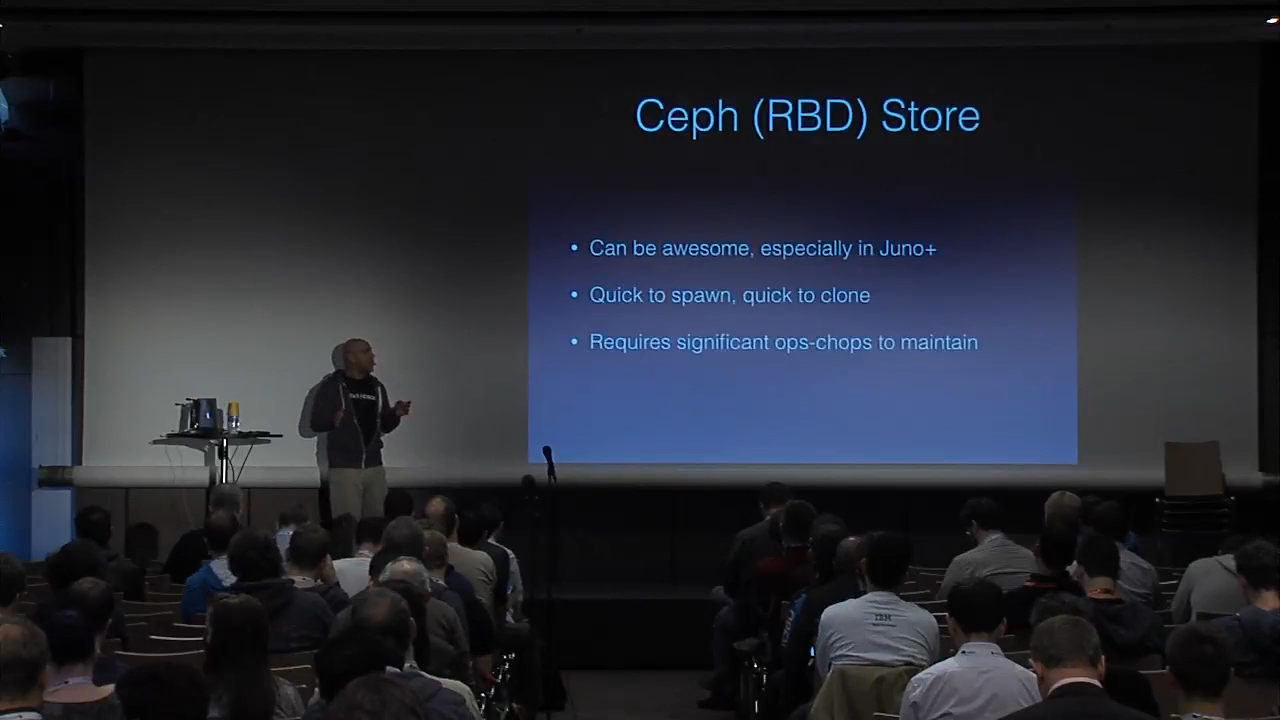 Ceph (RBD) Store
• Can be awesome, especially in Juno+
• Quick to spawn, quick to clone
• Requires significant ops-chops to maintain
IBM